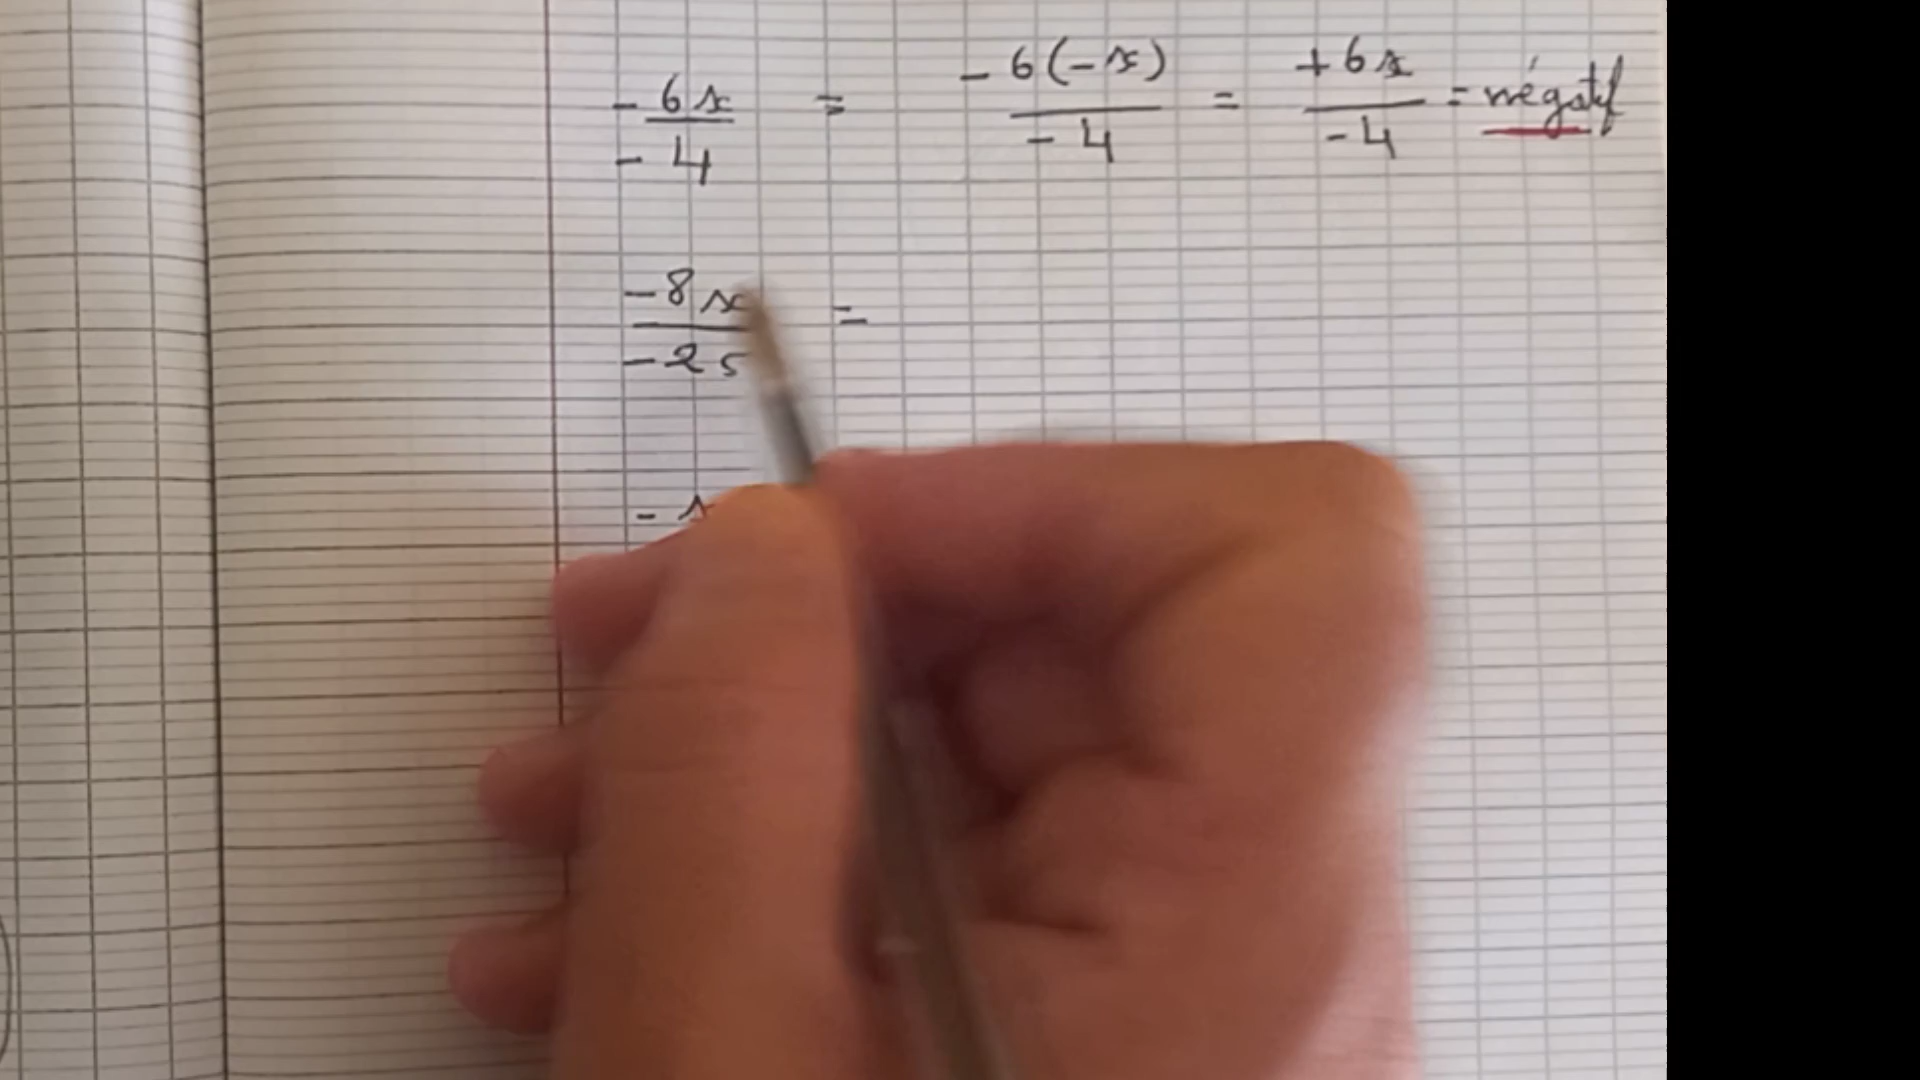 -6x/-4 = -6(-x)/-4 = +6x/-4 = négatif
-8x/-25 =
-